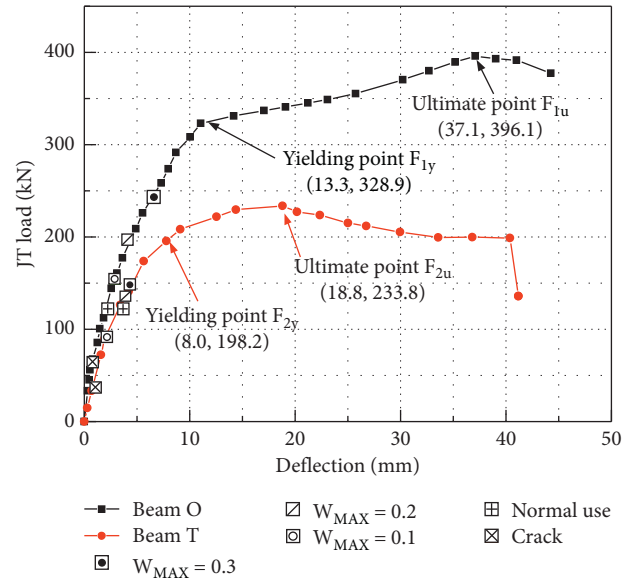 400
300
200
100
0
JT load (kN)
Ultimate point F1u
(37.1, 396.1)
Yielding point F1y
(13.3, 328.9)
Ultimate point F2u
(18.8, 233.8)
Yielding point F2y
(8.0, 198.2)
0 10 20 30 40 50
Deflection (mm)
Beam O
Beam T
WMAX = 0.3
WMAX = 0.2
WMAX = 0.1
Normal use
Crack